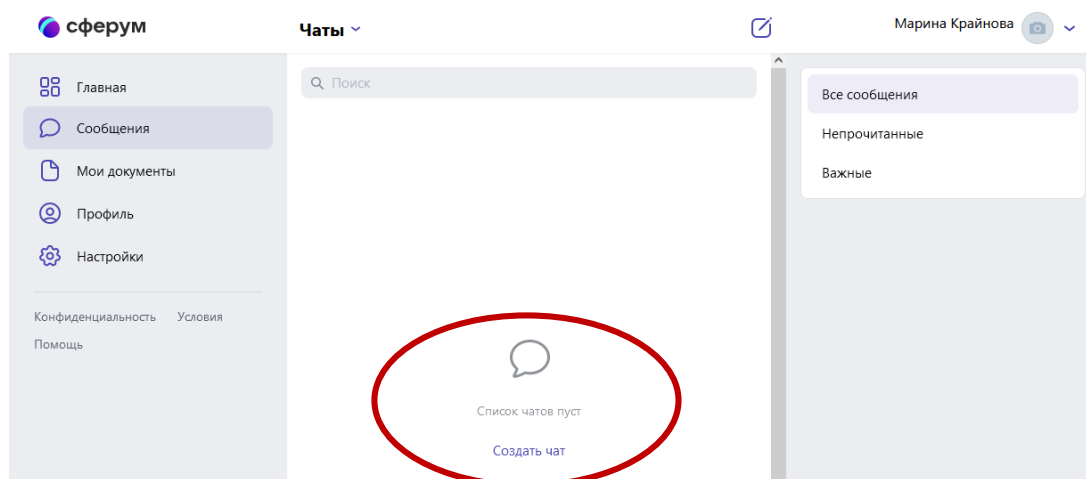 сферум
Чаты
Марина Крайнова
Главная
Сообщения
Мои документы
Профиль
Настройки
Конфиденциальность Условия
Помощь
Поиск
Список чатов пуст
Создать чат
Все сообщения
Непрочитанные
Важные